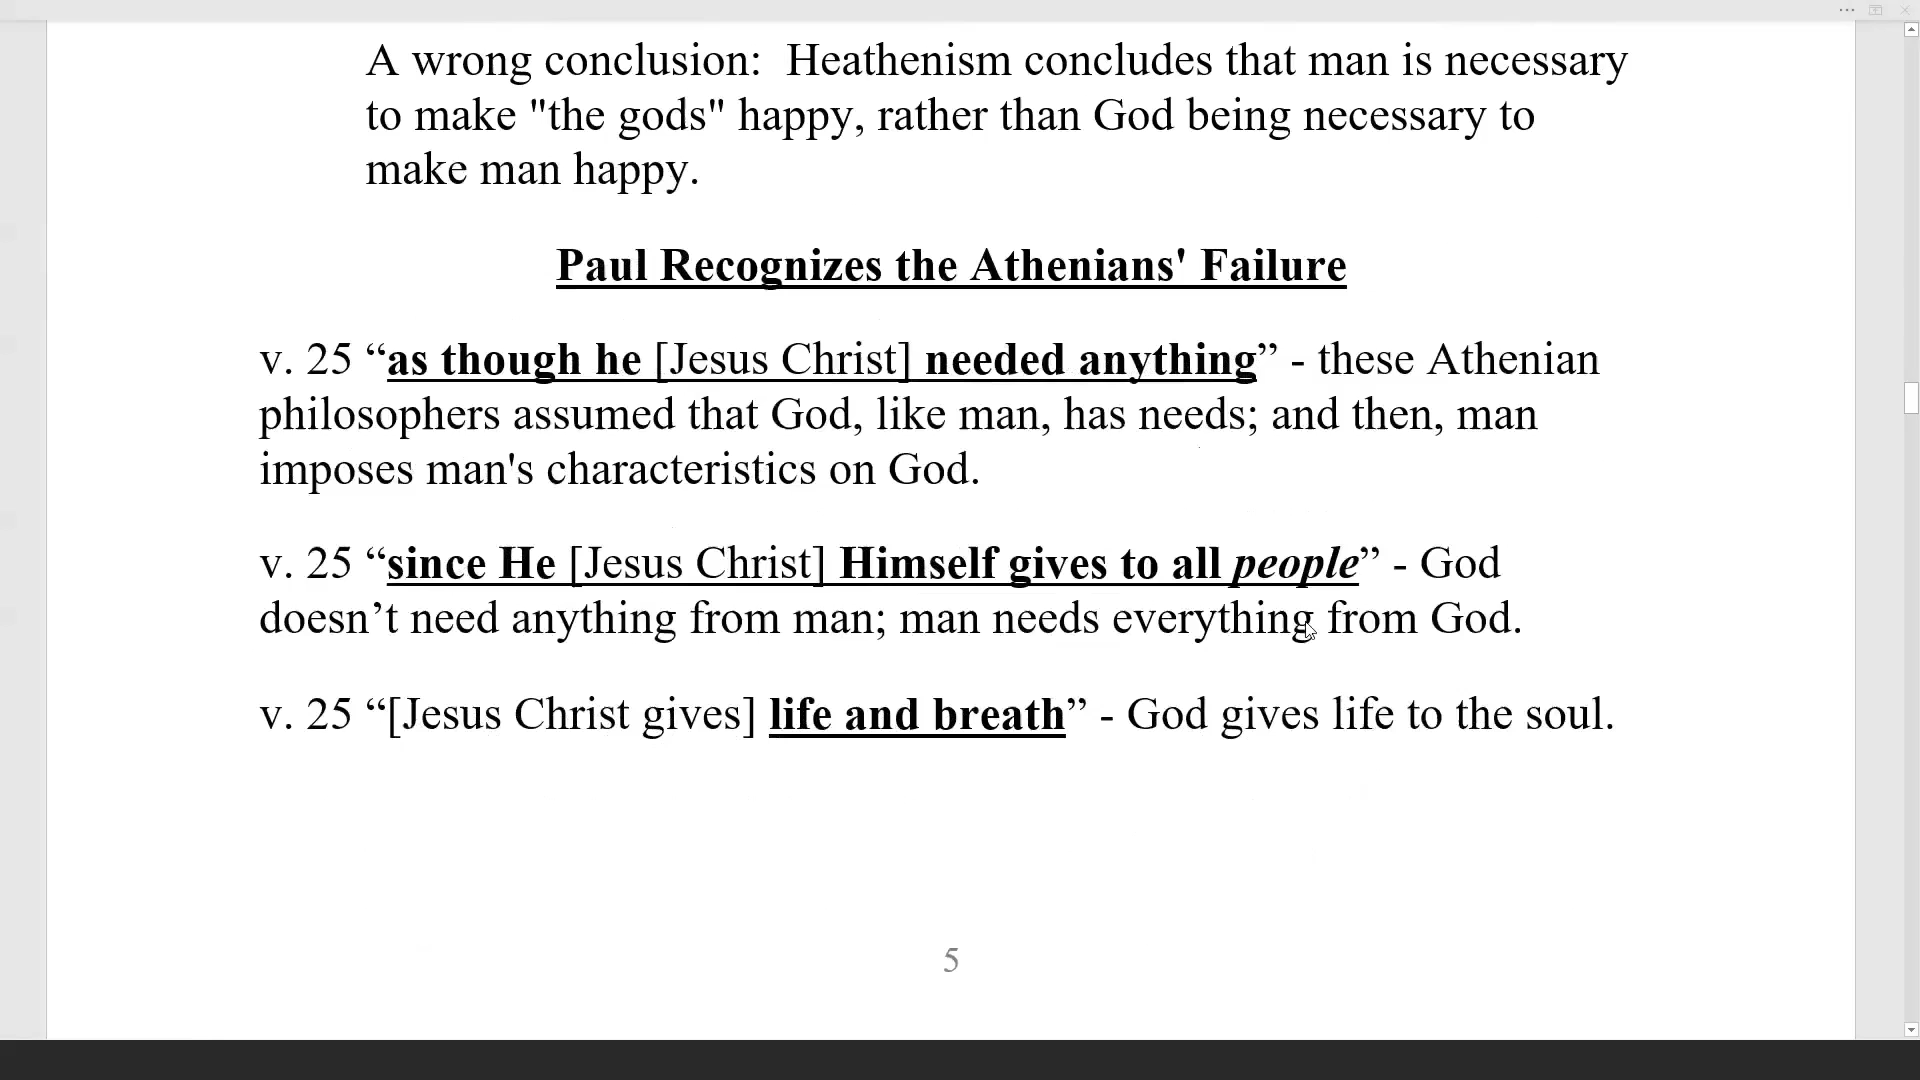 A wrong conclusion:  Heathenism concludes that man is necessary
to make "the gods" happy, rather than God being necessary to
make man happy.
Paul Recognizes the Athenians' Failure
v. 25 “as though he [Jesus Christ] needed anything” - these Athenian
philosophers assumed that God, like man, has needs; and then, man
imposes man's characteristics on God.
v. 25 “since He [Jesus Christ] Himself gives to all people” - God
doesn’t need anything from man; man needs everything from God.
v. 25 “[Jesus Christ gives] life and breath” - God gives life to the soul.
5